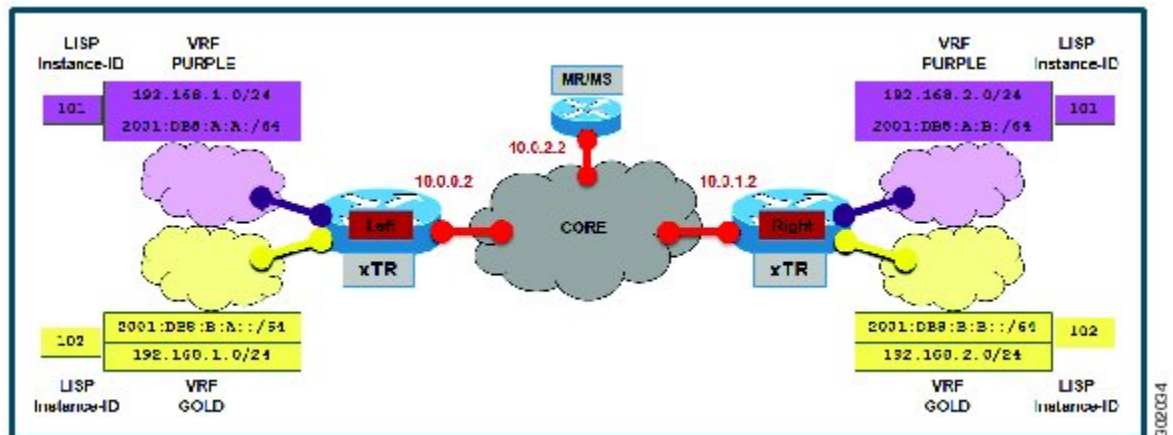 LISP
Instance-ID
VRF
PURPLE
101
192.168.1.0/24
2001:DB8:A:A:/64
MR/MS
10.0.2.2
VRF
PURPLE
LISP
Instance-ID
192.168.2.0/24
2001:DB8:A:B:/64
101
10.0.0.2
Left
xTR
CORE
10.0.1.2
Right
xTR
102
2001:DB8:B:A::/64
192.168.1.0/24
LISP
Instance-ID
VRF
GOLD
2001:DB8:B:B::/64
192.168.2.0/24
102
VRF
GOLD
LISP
Instance-ID
302034